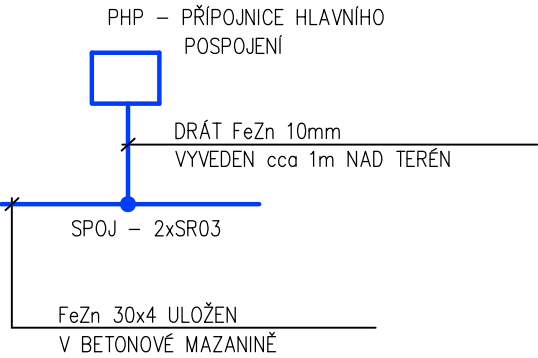 PHP – PŘÍPOJNICE HLAVNÍHO
POSPOJENÍ
DRÁT FeZn 10mm
VYVEDEN cca 1m NAD TERÉN
SPOJ – 2xSR03
FeZn 30x4 ULOŽEN
V BETONOVÉ MAZANINĚ